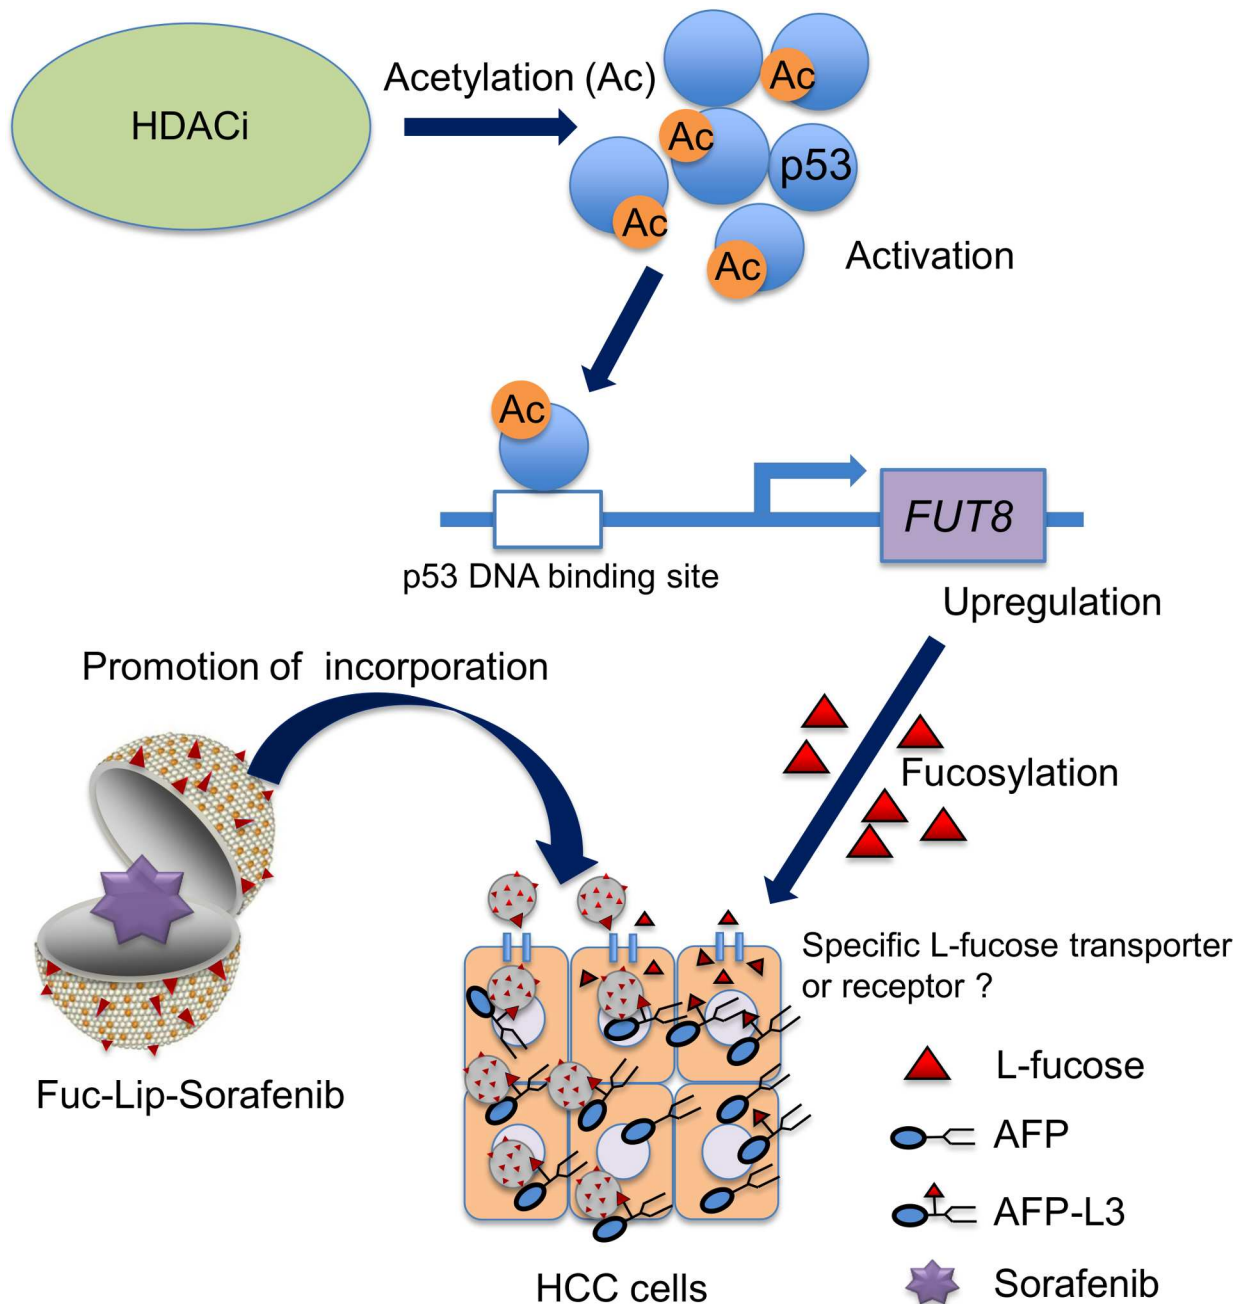 HDACi
Acetylation (Ac)
Ac
Ac
p53
Ac
Ac
Activation
Ac
FUT8
p53 DNA binding site
Upregulation
Promotion of incorporation
Fucosylation
Specific L-fucose transporter
or receptor ?
Fuc-Lip-Sorafenib
L-fucose
AFP
AFP-L3
Sorafenib
HCC cells